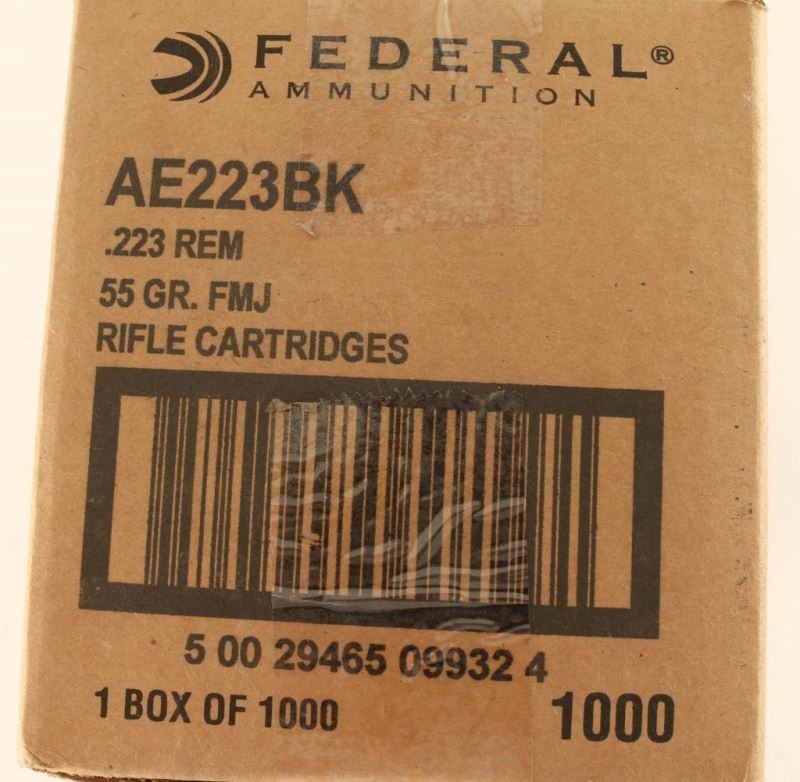 FEDERAL®
AMMUNITION
AE223BK
.223 REM
55 GR. FMJ
RIFLE CARTRIDGES
5 00 29465 09932 4
1 BOX OF 1000 1000